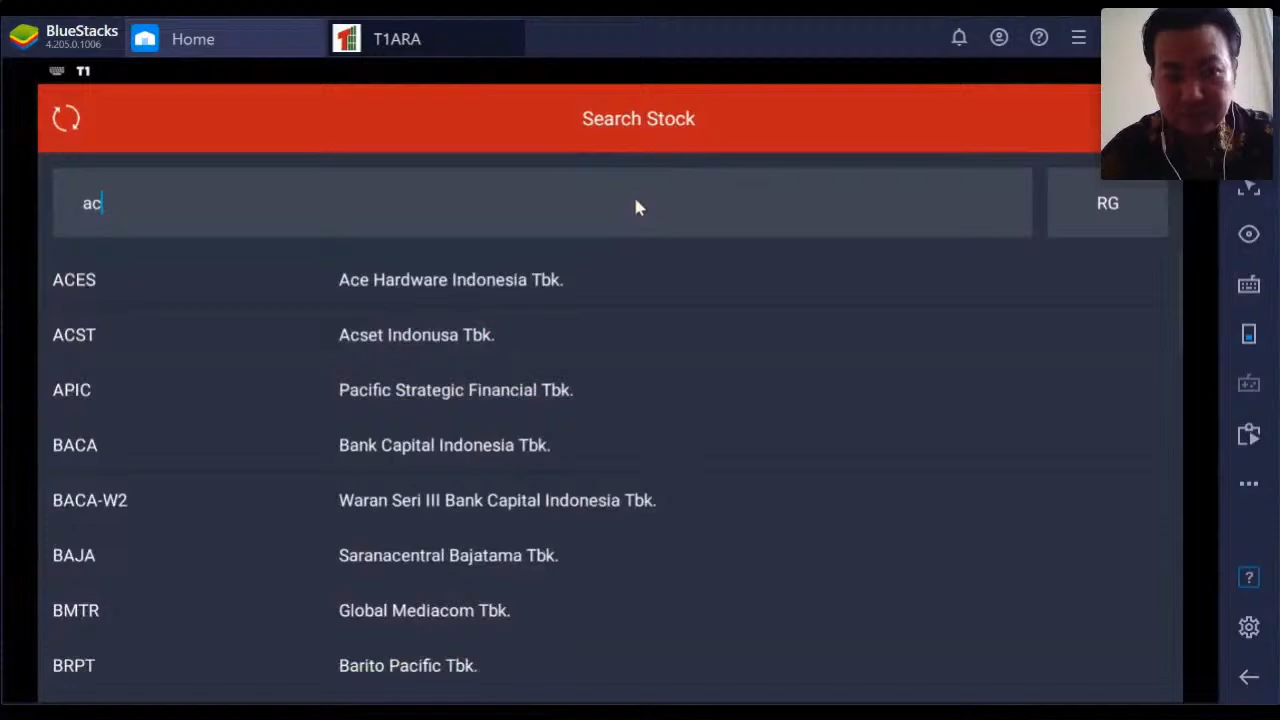 BlueStacks
4.205.0.1006
Home
T1ARA
T1
Search Stock
ac
RG
ACES Ace Hardware Indonesia Tbk.
ACST Acset Indonusa Tbk.
APIC Pacific Strategic Financial Tbk.
BACA Bank Capital Indonesia Tbk.
BACA-W2 Waran Seri III Bank Capital Indonesia Tbk.
BAJA Saranacentral Bajatama Tbk.
BMTR Global Mediacom Tbk.
BRPT Barito Pacific Tbk.